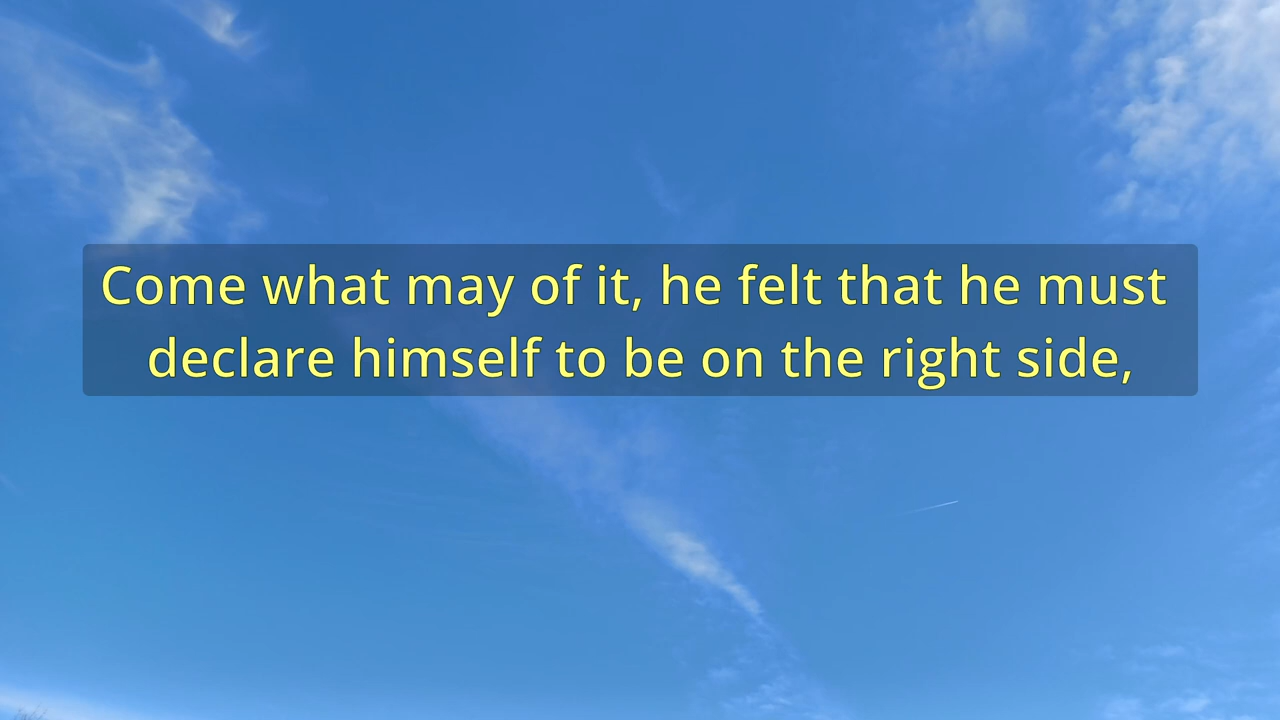 Come what may of it, he felt that he must
declare himself to be on the right side,